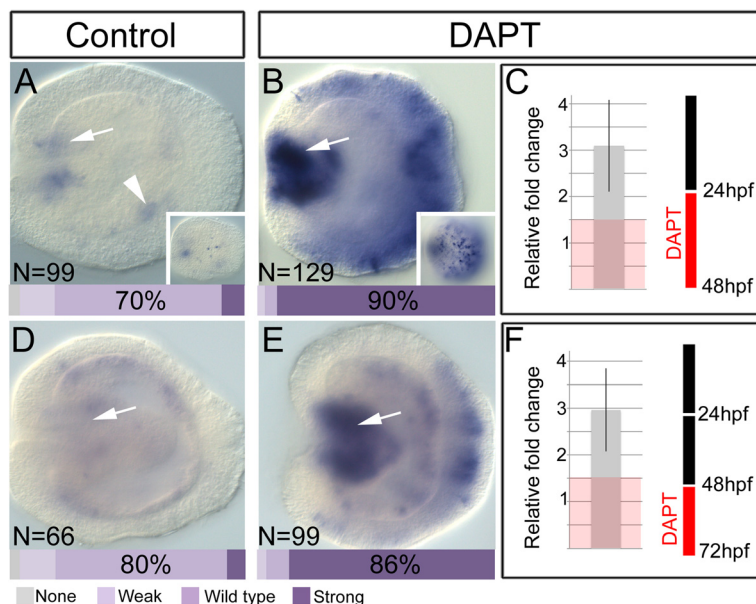 Control
DAPT
A
N=99
70%
B
N=129
90%
C
Relative fold change
4
3
2
1
DAPT
24hpf
48hpf
D
N=66
80%
E
N=99
86%
F
Relative fold change
4
3
2
1
DAPT
24hpf
48hpf
72hpf
None
Weak
Wild type
Strong